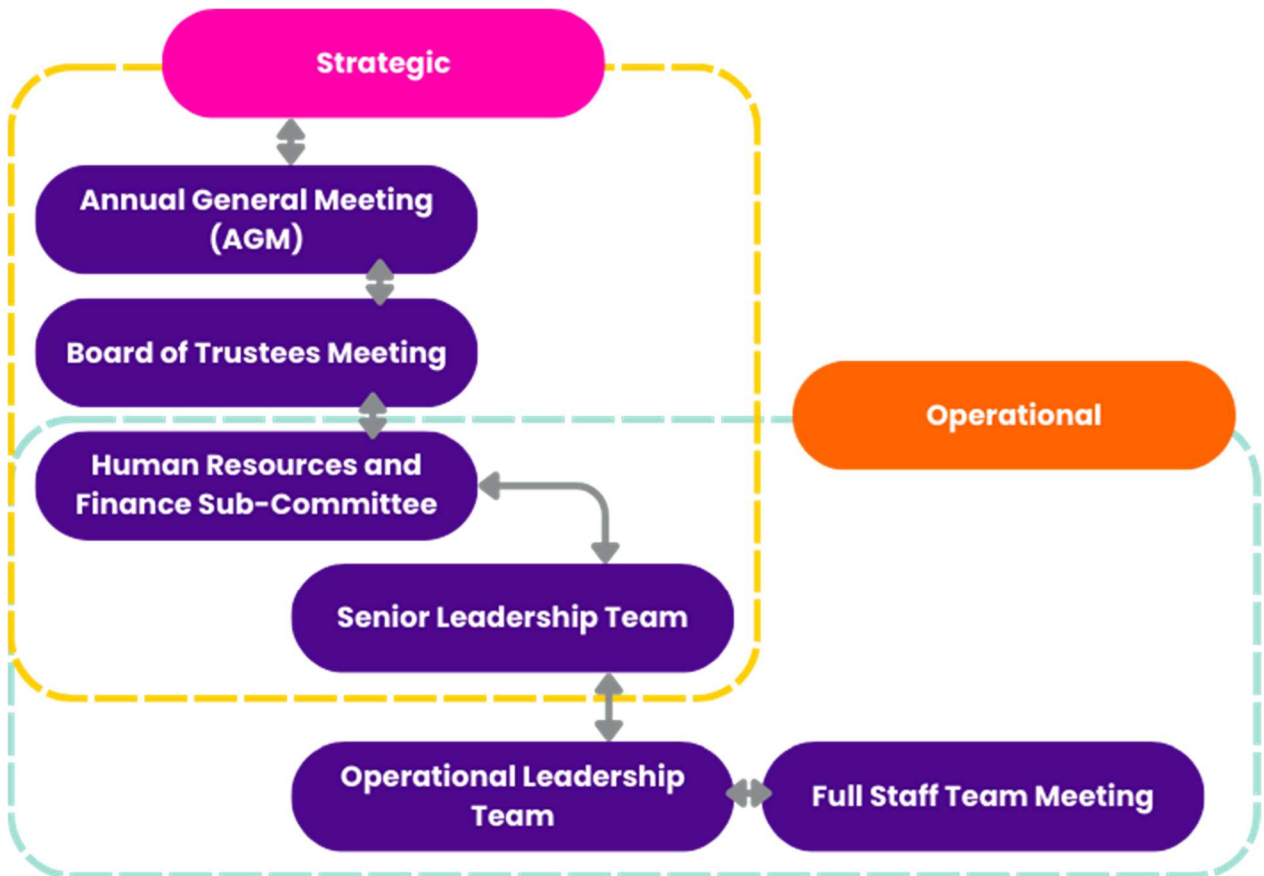 Strategic
Annual General Meeting
(AGM)
Board of Trustees Meeting
Operational
Human Resources and
Finance Sub-Committee
Senior Leadership Team
Operational Leadership
Team
Full Staff Team Meeting